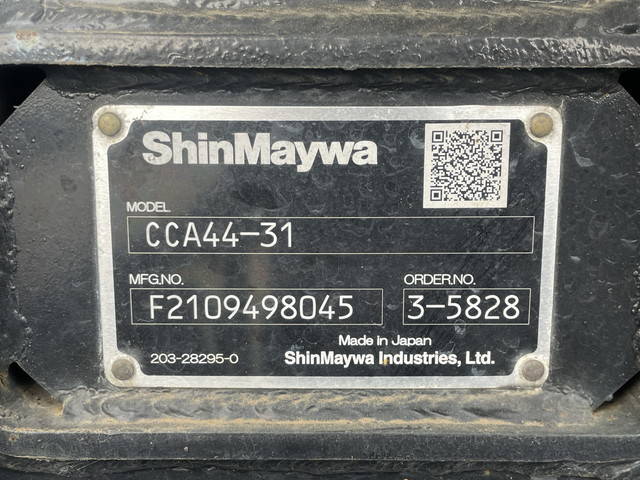 ShinMaywa
MODEL
CCA44-31
MFG.NO. ORDER.NO.
F2109498045 3-5828
Made in Japan
203-28295-0 ShinMaywa Industries, Ltd.